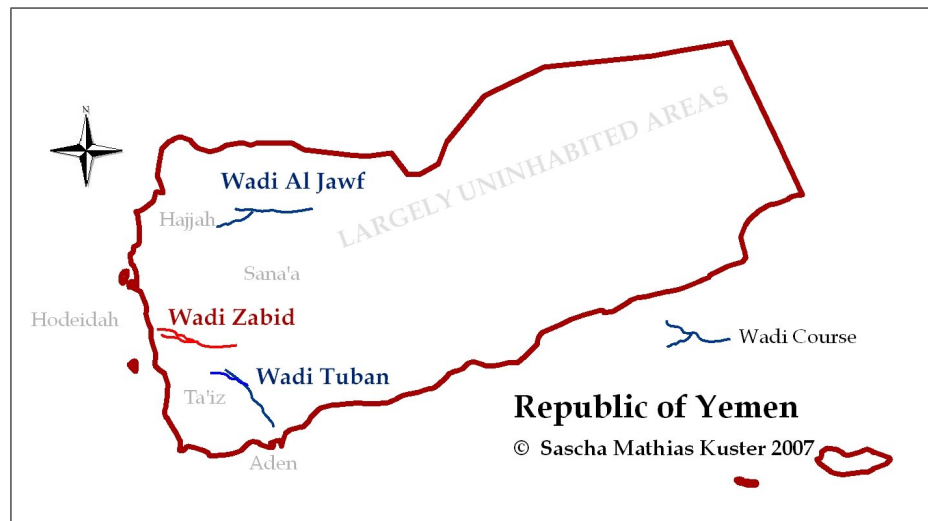 N
Wadi Al Jawf
LARGELY UNINHABITED AREAS
Hajjah
Sana'a
Hodeidah
Wadi Zabid
Wadi Course
Wadi Tuban
Ta'iz
Republic of Yemen
© Sascha Mathias Kuster 2007
Aden